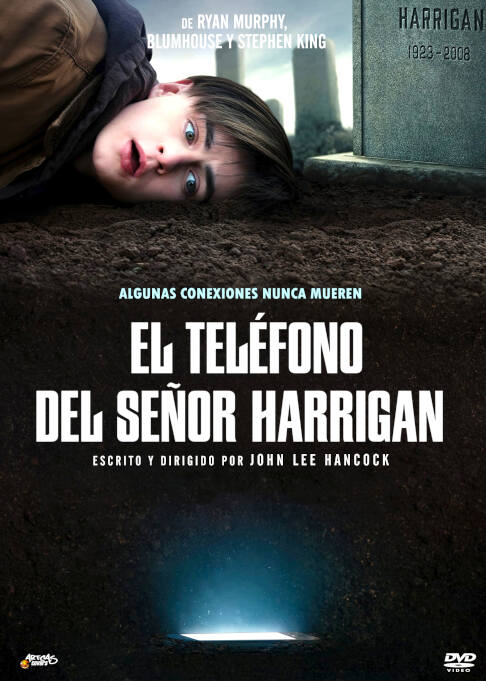 DE RYAN MURPHY,
BLUMHOUSE Y STEPHEN KING
HARRIGAN
1923-2008
ALGUNAS CONEXIONES NUNCA MUEREN
EL TELÉFONO
DEL SEÑOR HARRIGAN
ESCRITO Y DIRIGIDO POR JOHN LEE HANCOCK
DVD
VIDEO